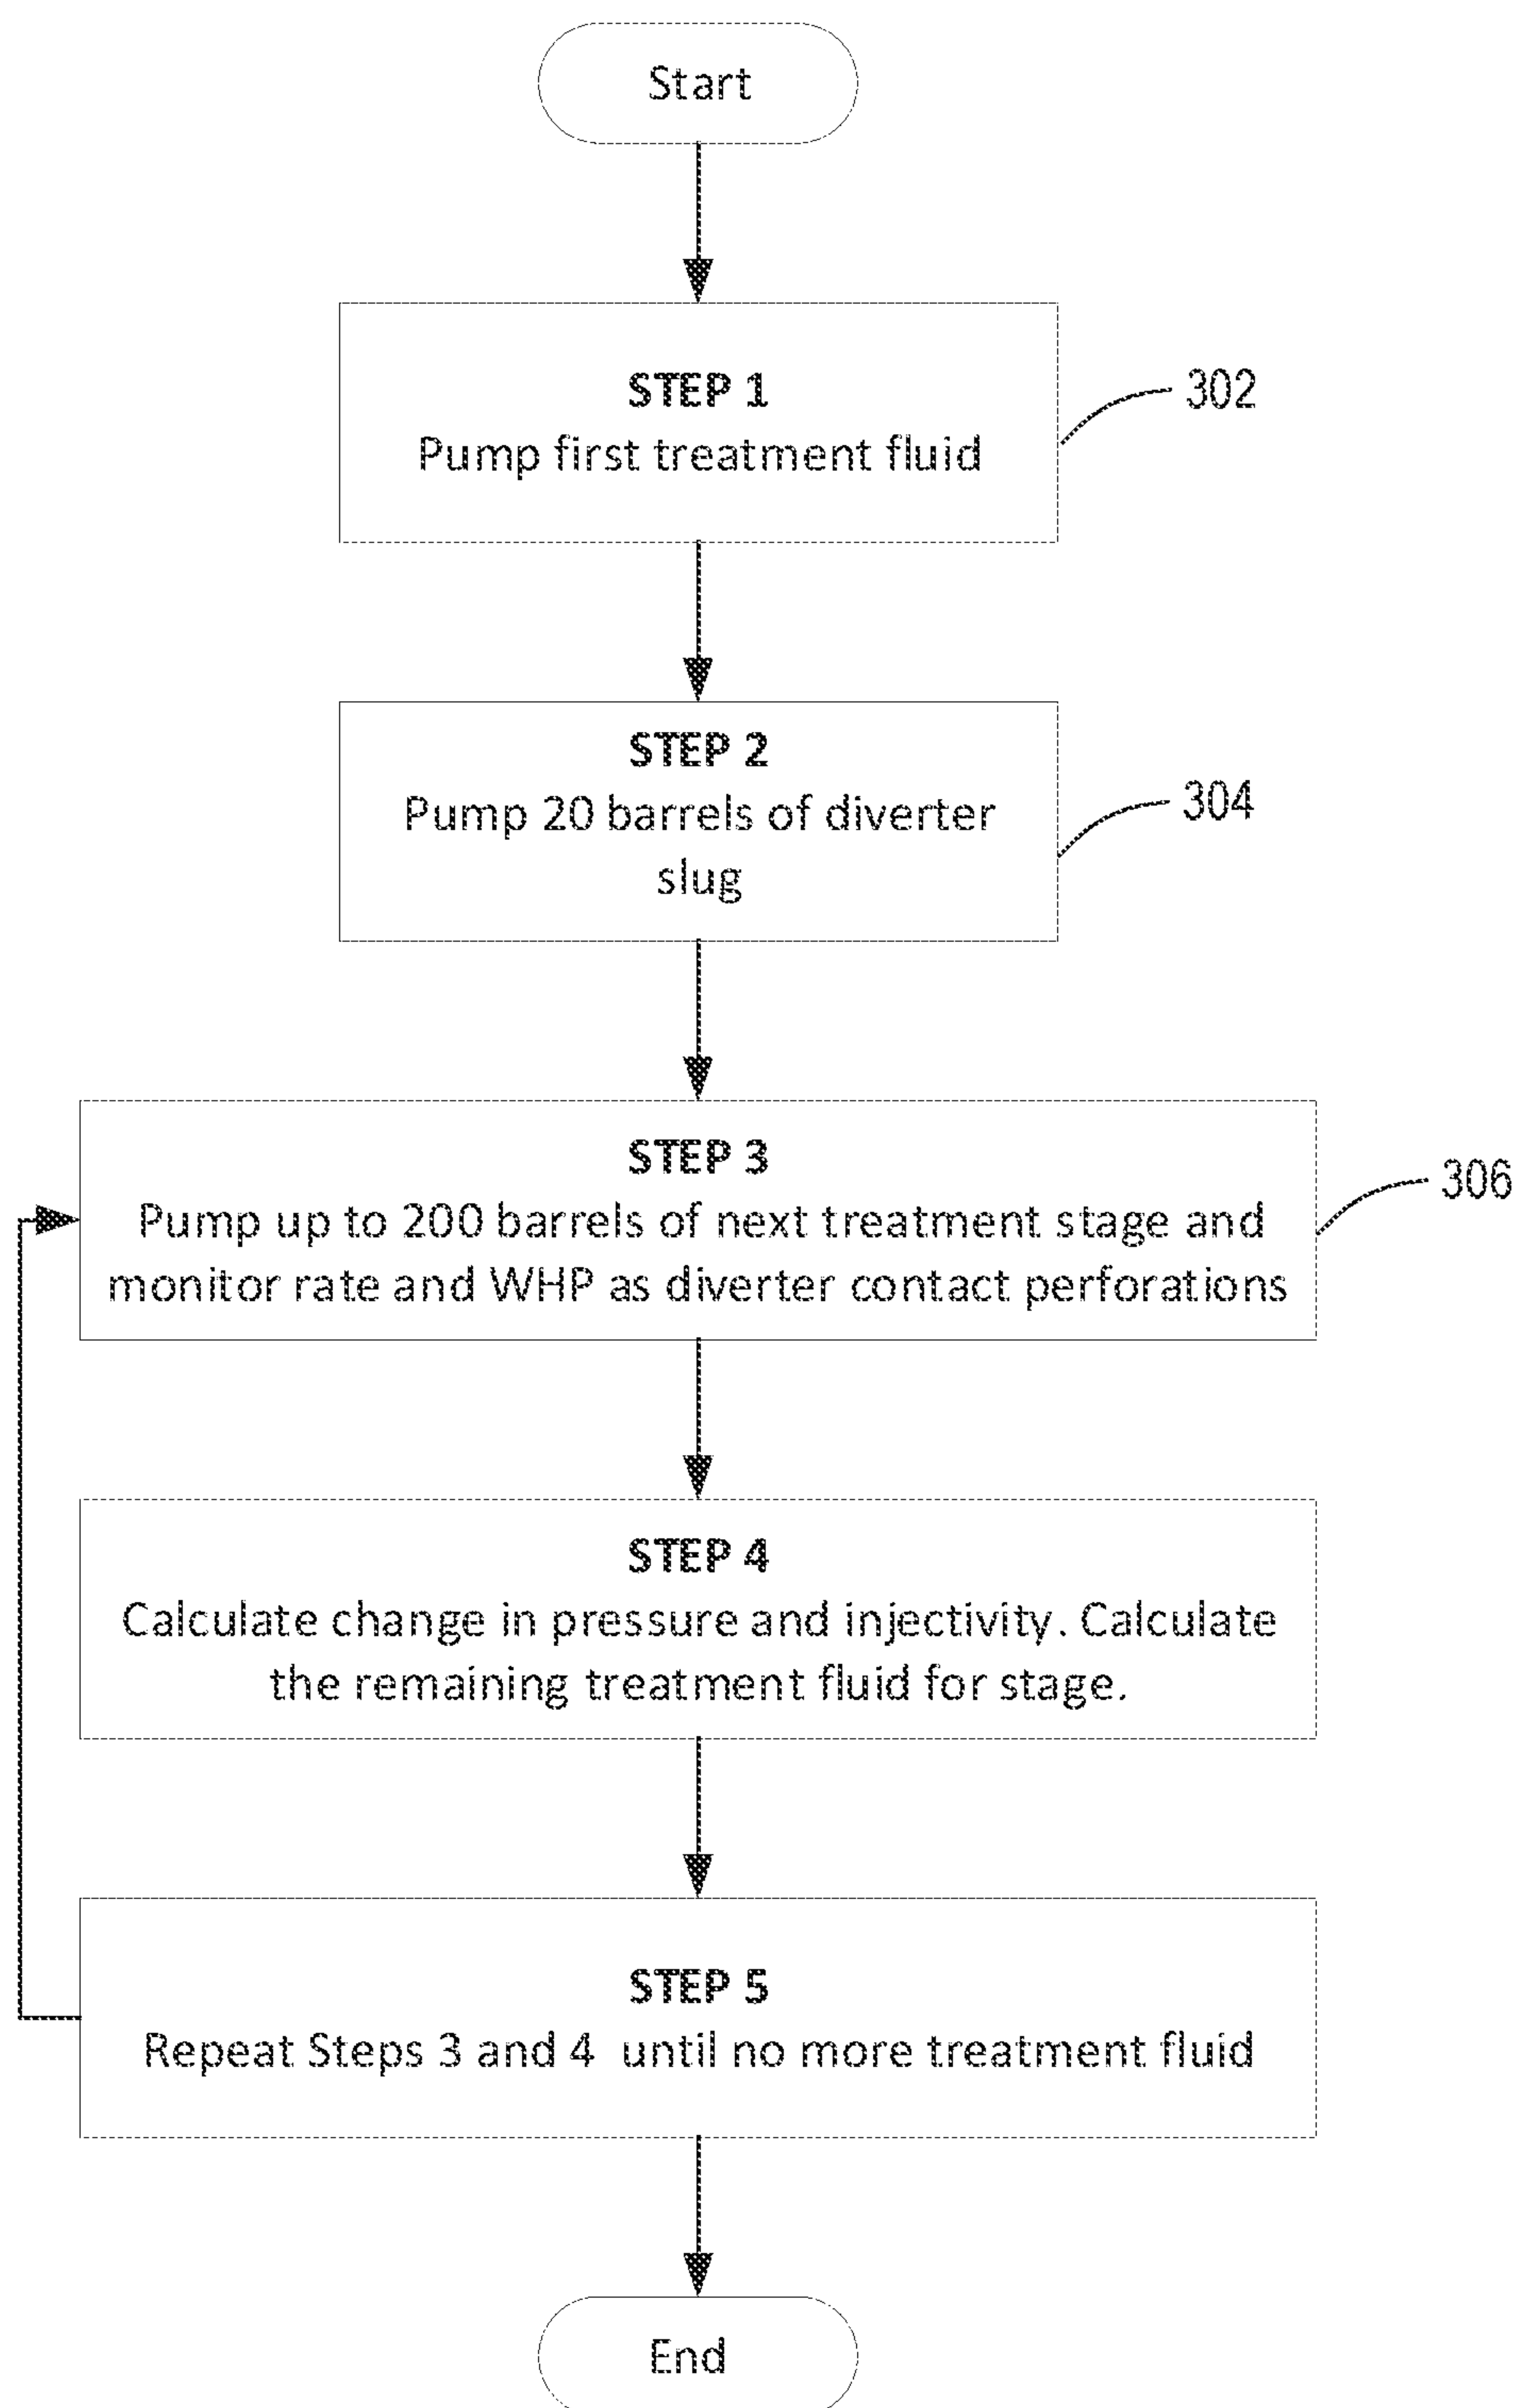 Start
STEP 1
Pump first treatment fluid
302
STEP 2
Pump 20 barrels of diverter
slug
304
STEP 3
Pump up to 200 barrels of next treatment stage and
monitor rate and WHP as diverter contact perforations
306
STEP 4
Calculate change in pressure and injectivity. Calculate
the remaining treatment fluid for stage.
STEP 5
Repeat Steps 3 and 4 until no more treatment fluid
End